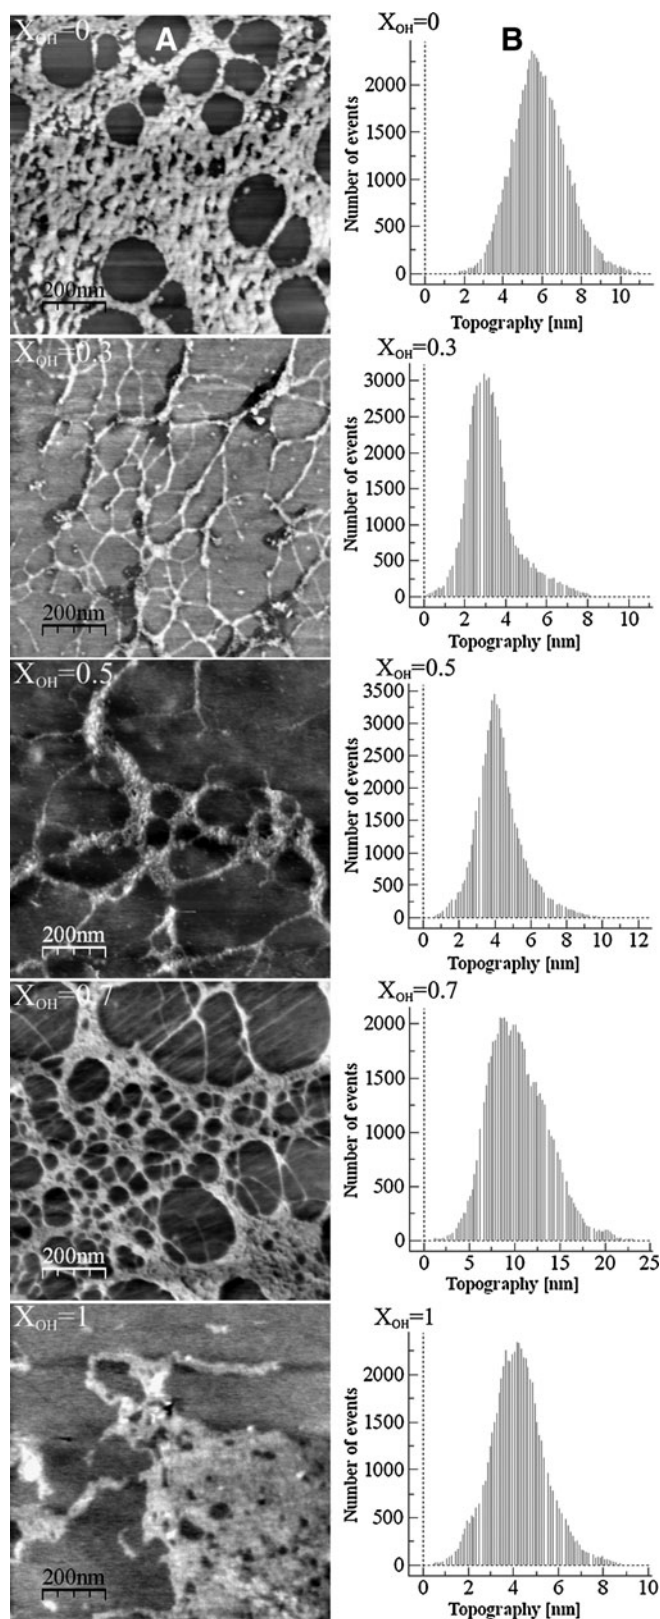 X_OH=0
A
200nm
X_OH=0
B
Number of events
2000
1500
1000
500
0
0 2 4 6 8 10
Topography [nm]
X_OH=0.3
200nm
X_OH=0.3
Number of events
3000
2500
2000
1500
1000
500
0
0 2 4 6 8 10
Topography [nm]
X_OH=0.5
200nm
X_OH=0.5
Number of events
3500
3000
2500
2000
1500
1000
500
0
0 2 4 6 8 10 12
Topography [nm]
X_OH=0.7
200nm
X_OH=0.7
Number of events
2000
1500
1000
500
0
0 5 10 15 20 25
Topography [nm]
X_OH=1
200nm
X_OH=1
Number of events
2000
1500
1000
500
0
0 2 4 6 8 10
Topography [nm]